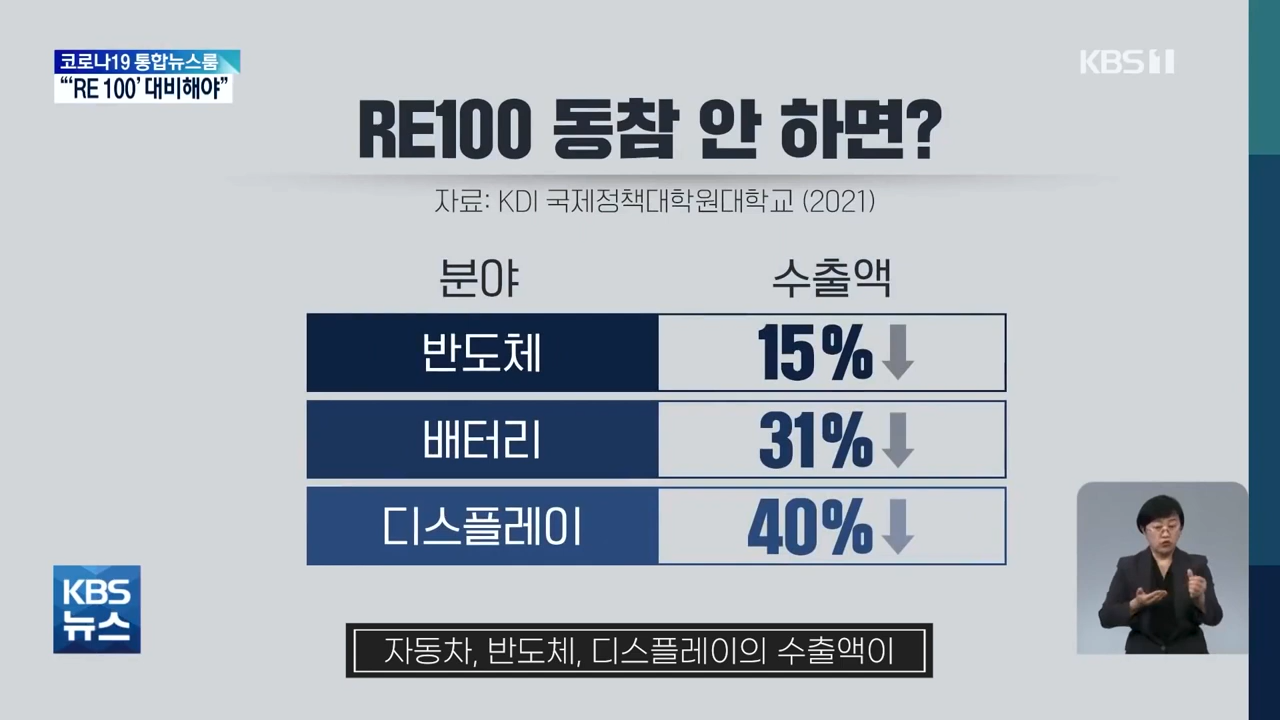 코로나19 통합뉴스룸
“‘RE 100’ 대비해야”
KBS 1
RE100 동참 안 하면?
자료: KDI 국제정책대학원대학교 (2021)
분야 수출액
반도체 15%↓
배터리 31%↓
디스플레이 40%↓
KBS
뉴스
자동차, 반도체, 디스플레이의 수출액이